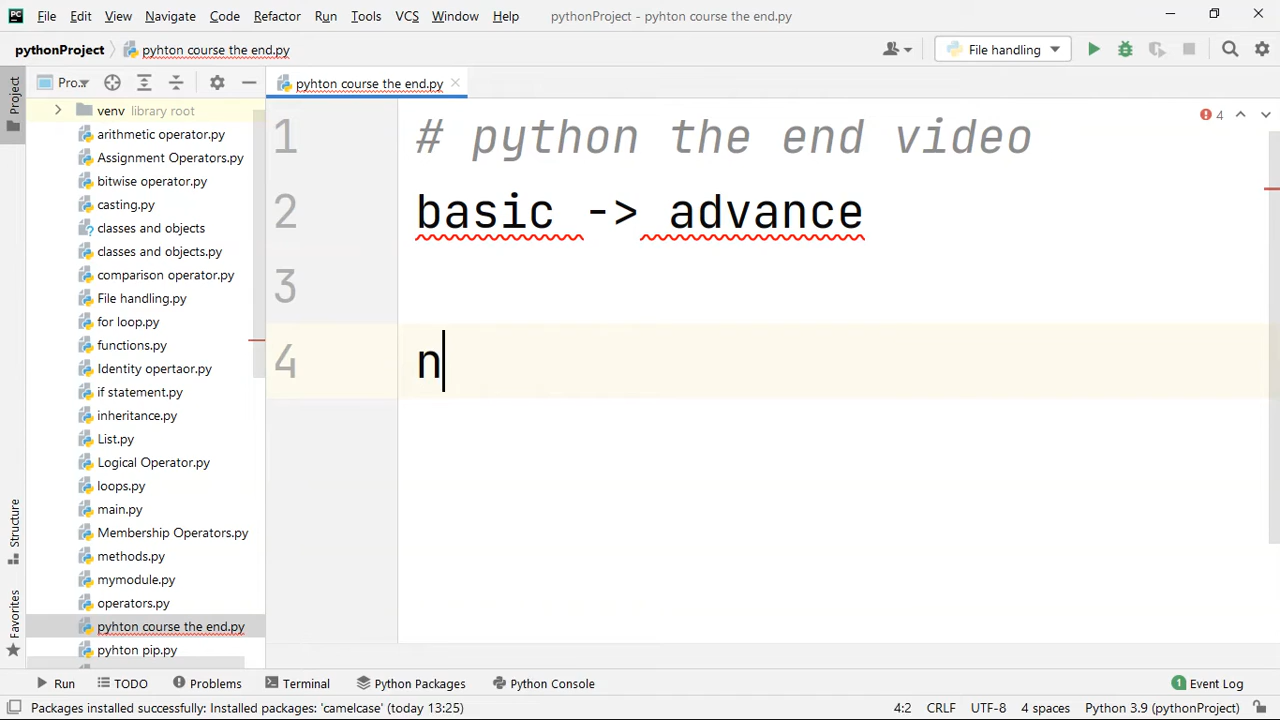 File Edit View Navigate Code Refactor Run Tools VCS Window Help pythonProject - pyhton course the end.py
pythonProject pyhton course the end.py File handling
Project Pro... pyhton course the end.py
venv library root
arithmetic operator.py
Assignment Operators.py
bitwise operator.py
casting.py
classes and objects
classes and objects.py
comparison operator.py
File handling.py
for loop.py
functions.py
Identity opertaor.py
if statement.py
inheritance.py
List.py
Logical Operator.py
loops.py
main.py
Membership Operators.py
methods.py
mymodule.py
operators.py
pyhton course the end.py
pyhton pip.py
Structure
Favorites
1 # python the end video
4
2 basic -> advance
3
4 n
Run TODO Problems Terminal Python Packages Python Console 1 Event Log
Packages installed successfully: Installed packages: 'camelcase' (today 13:25) 4:2 CRLF UTF-8 4 spaces Python 3.9 (pythonProject)